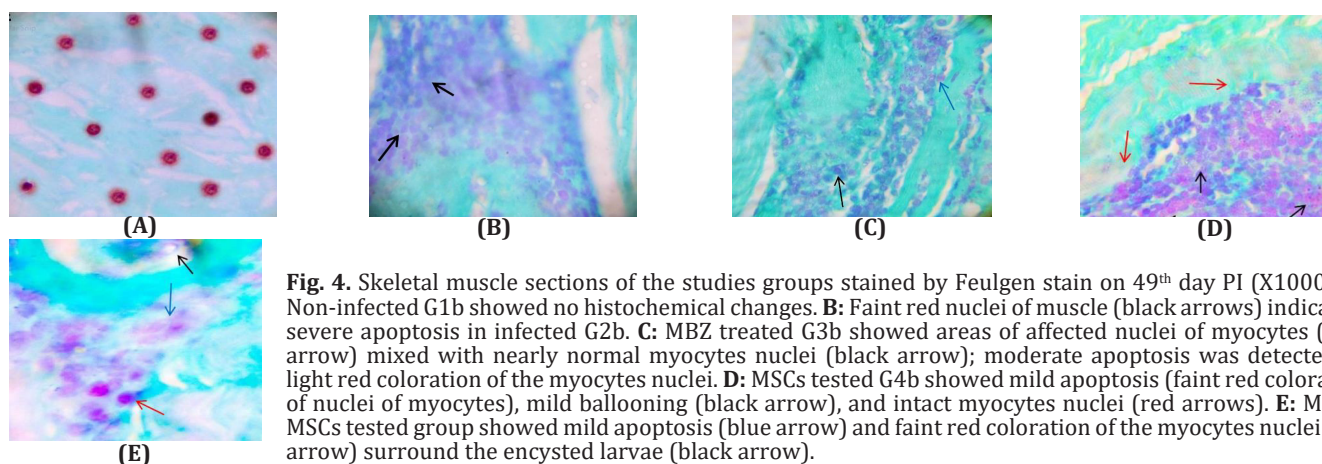 (A)
(B)
(C)
(D)
(E)
Fig. 4. Skeletal muscle sections of the studies groups stained by Feulgen stain on 49th day PI (X1000
Non-infected G1b showed no histochemical changes. B: Faint red nuclei of muscle (black arrows) indica
severe apoptosis in infected G2b. C: MBZ treated G3b showed areas of affected nuclei of myocytes (
arrow) mixed with nearly normal myocytes nuclei (black arrow); moderate apoptosis was detecte
light red coloration of the myocytes nuclei. D: MSCs tested G4b showed mild apoptosis (faint red colora
of nuclei of myocytes), mild ballooning (black arrow), and intact myocytes nuclei (red arrows). E: M
MSCs tested group showed mild apoptosis (blue arrow) and faint red coloration of the myocytes nuclei
arrow) surround the encysted larvae (black arrow).